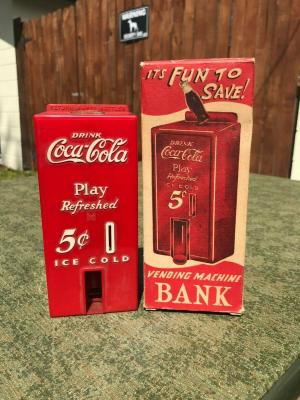 WARNING
DRINK
Coca-Cola
Play
Refreshed
5¢
ICE COLD
IT'S FUN TO
SAVE!
DRINK
Coca-Cola
Play
Refreshed
ICE COLD
5¢
VENDING MACHINE
BANK